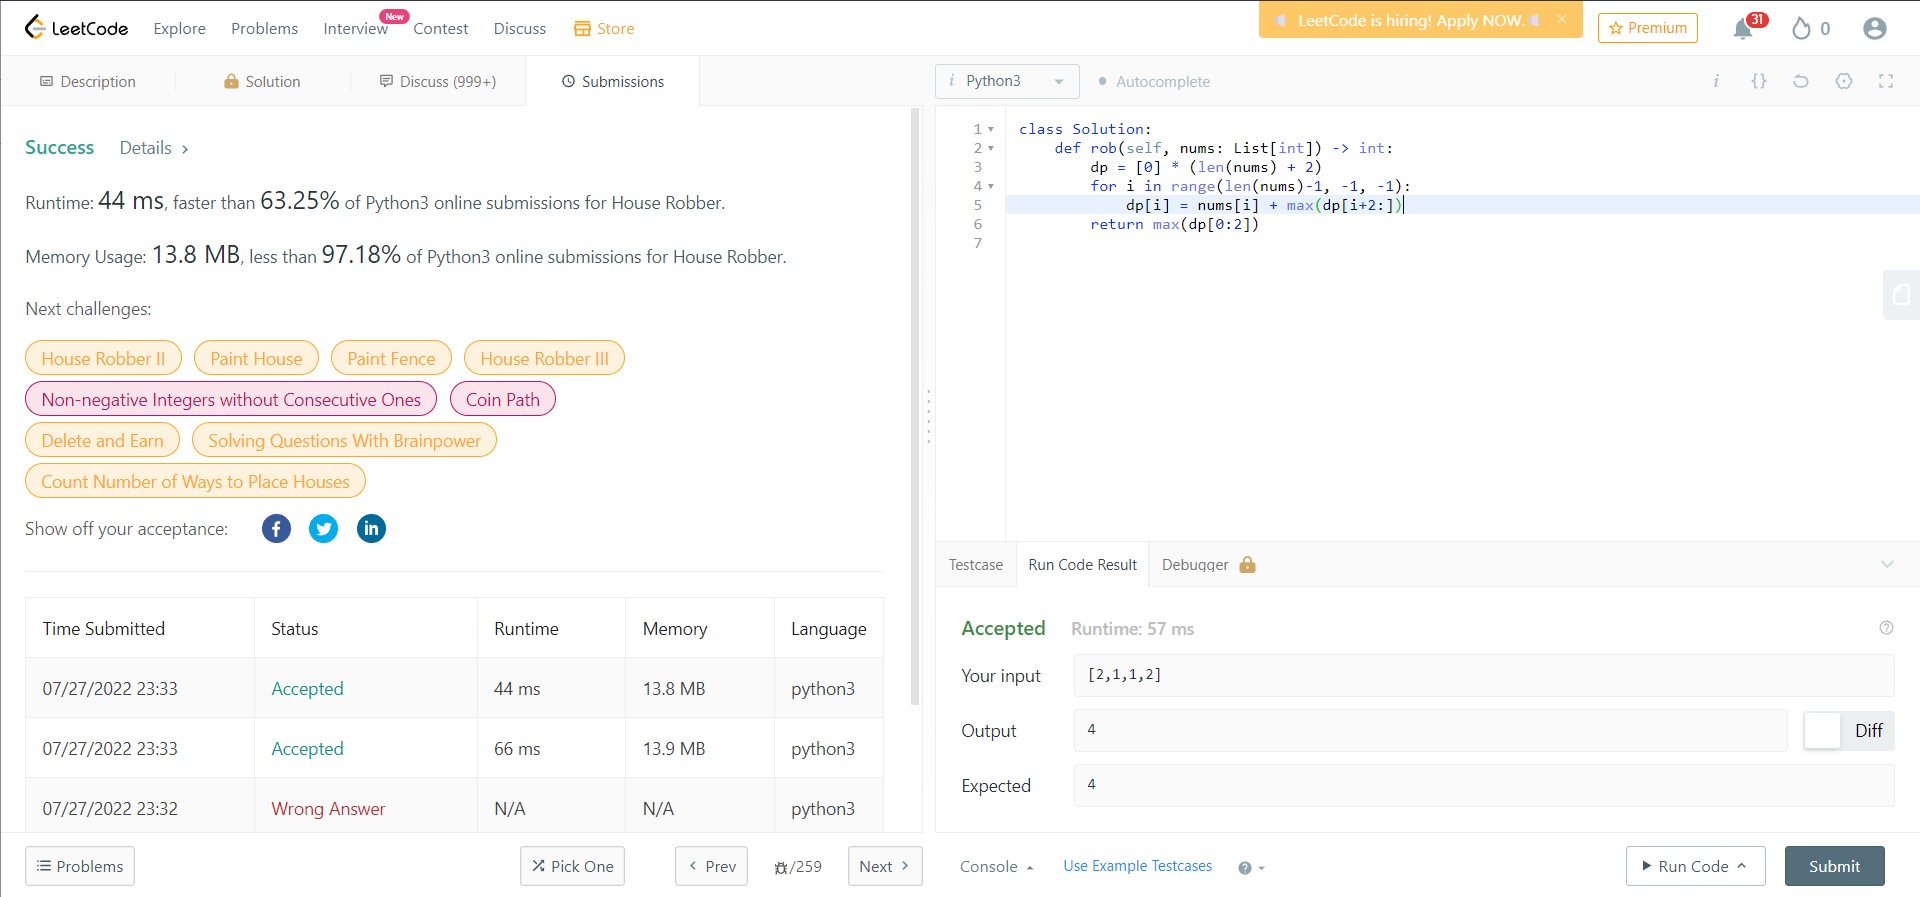 LeetCode Explore Problems Interview New Contest Discuss Store
LeetCode is hiring! Apply NOW. ×
Premium 31 0
Description Solution Discuss (999+) Submissions
Success Details >
Runtime: 44 ms, faster than 63.25% of Python3 online submissions for House Robber.
Memory Usage: 13.8 MB, less than 97.18% of Python3 online submissions for House Robber.
Next challenges:
House Robber II Paint House Paint Fence House Robber III
Non-negative Integers without Consecutive Ones Coin Path
Delete and Earn Solving Questions With Brainpower
Count Number of Ways to Place Houses
Show off your acceptance: f in
Time Submitted Status Runtime Memory Language
07/27/2022 23:33 Accepted 44 ms 13.8 MB python3
07/27/2022 23:33 Accepted 66 ms 13.9 MB python3
07/27/2022 23:32 Wrong Answer N/A N/A python3
Problems Pick One < Prev /259 Next >
i Python3 Autocomplete i {}
1 class Solution:
2     def rob(self, nums: List[int]) -> int:
3         dp = [0] * (len(nums) + 2)
4         for i in range(len(nums)-1, -1, -1):
5             dp[i] = nums[i] + max(dp[i+2:])
6         return max(dp[0:2])
7
Testcase Run Code Result Debugger
Accepted Runtime: 57 ms ?
Your input [2,1,1,2]
Output 4 Diff
Expected 4
Console Use Example Testcases ? Run Code Submit